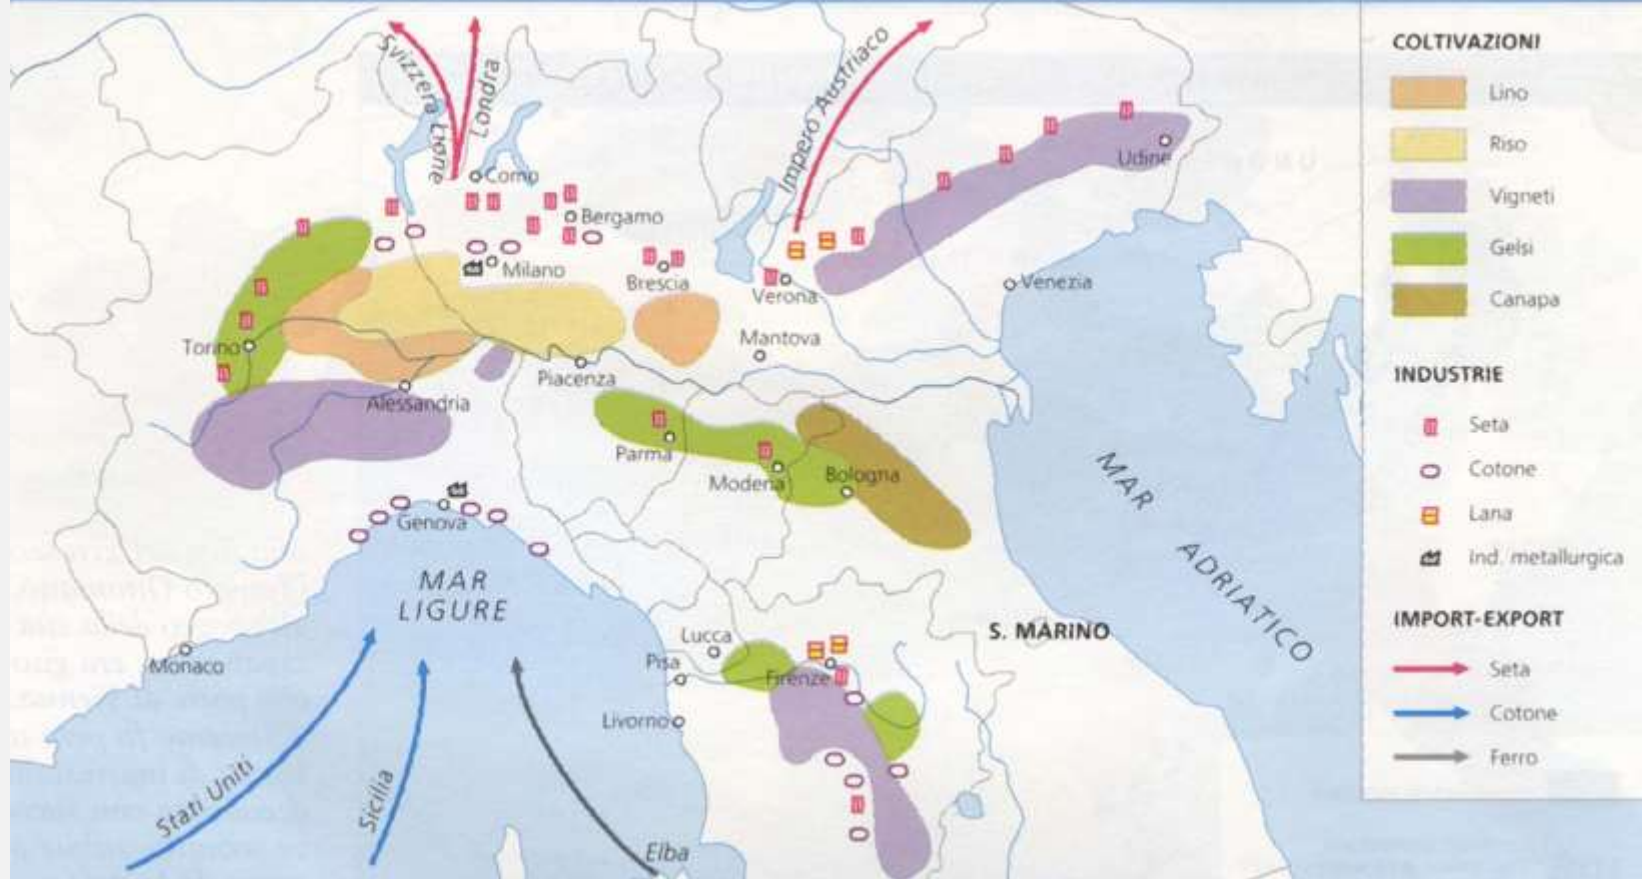 Svizzera
Lione
Londra
Impero Austriaco
Como
Bergamo
Milano
Brescia
Verona
Udine
Venezia
Torino
Mantova
Piacenza
Alessandria
Parma
Modena
Bologna
Genova
MAR
LIGURE
MAR
ADRIATICO
Monaco
Lucca
Pisa
Firenze
Livorno
S. MARINO
Stati Uniti
Sicilia
Elba
COLTIVAZIONI
Lino
Riso
Vigneti
Gelsi
Canapa
INDUSTRIE
Seta
Cotone
Lana
Ind. metallurgica
IMPORT-EXPORT
Seta
Cotone
Ferro